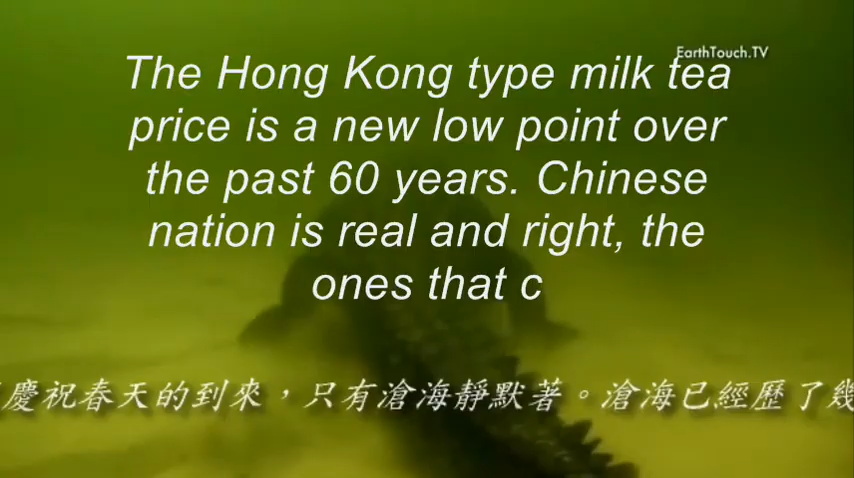 EarthTouch.TV
The Hong Kong type milk tea
price is a new low point over
the past 60 years. Chinese
nation is real and right, the
ones that c
慶祝春天的到來，只有滄海靜默著。滄海已經歷了幾